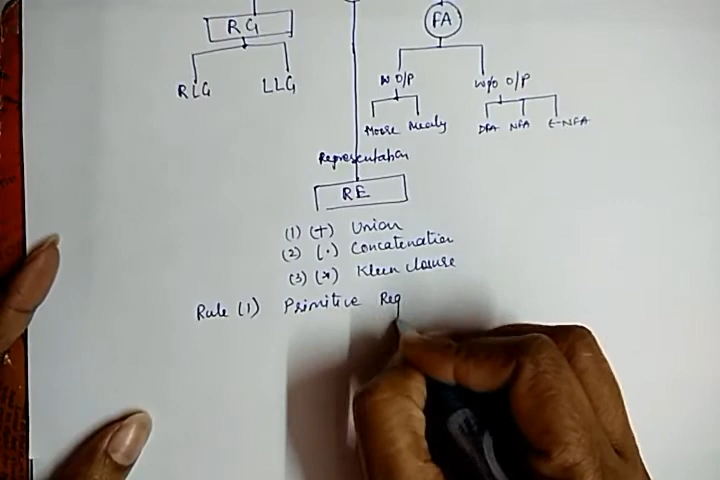 RG
FA
RLG LLG
W O/P W/o O/P
Moore Mealy
DFA NFA E-NFA
Representation
RE
(1) (+) Union
(2) (·) Concatenation
(3) (*) Kleen closure
Rule (1) Primitive Reg